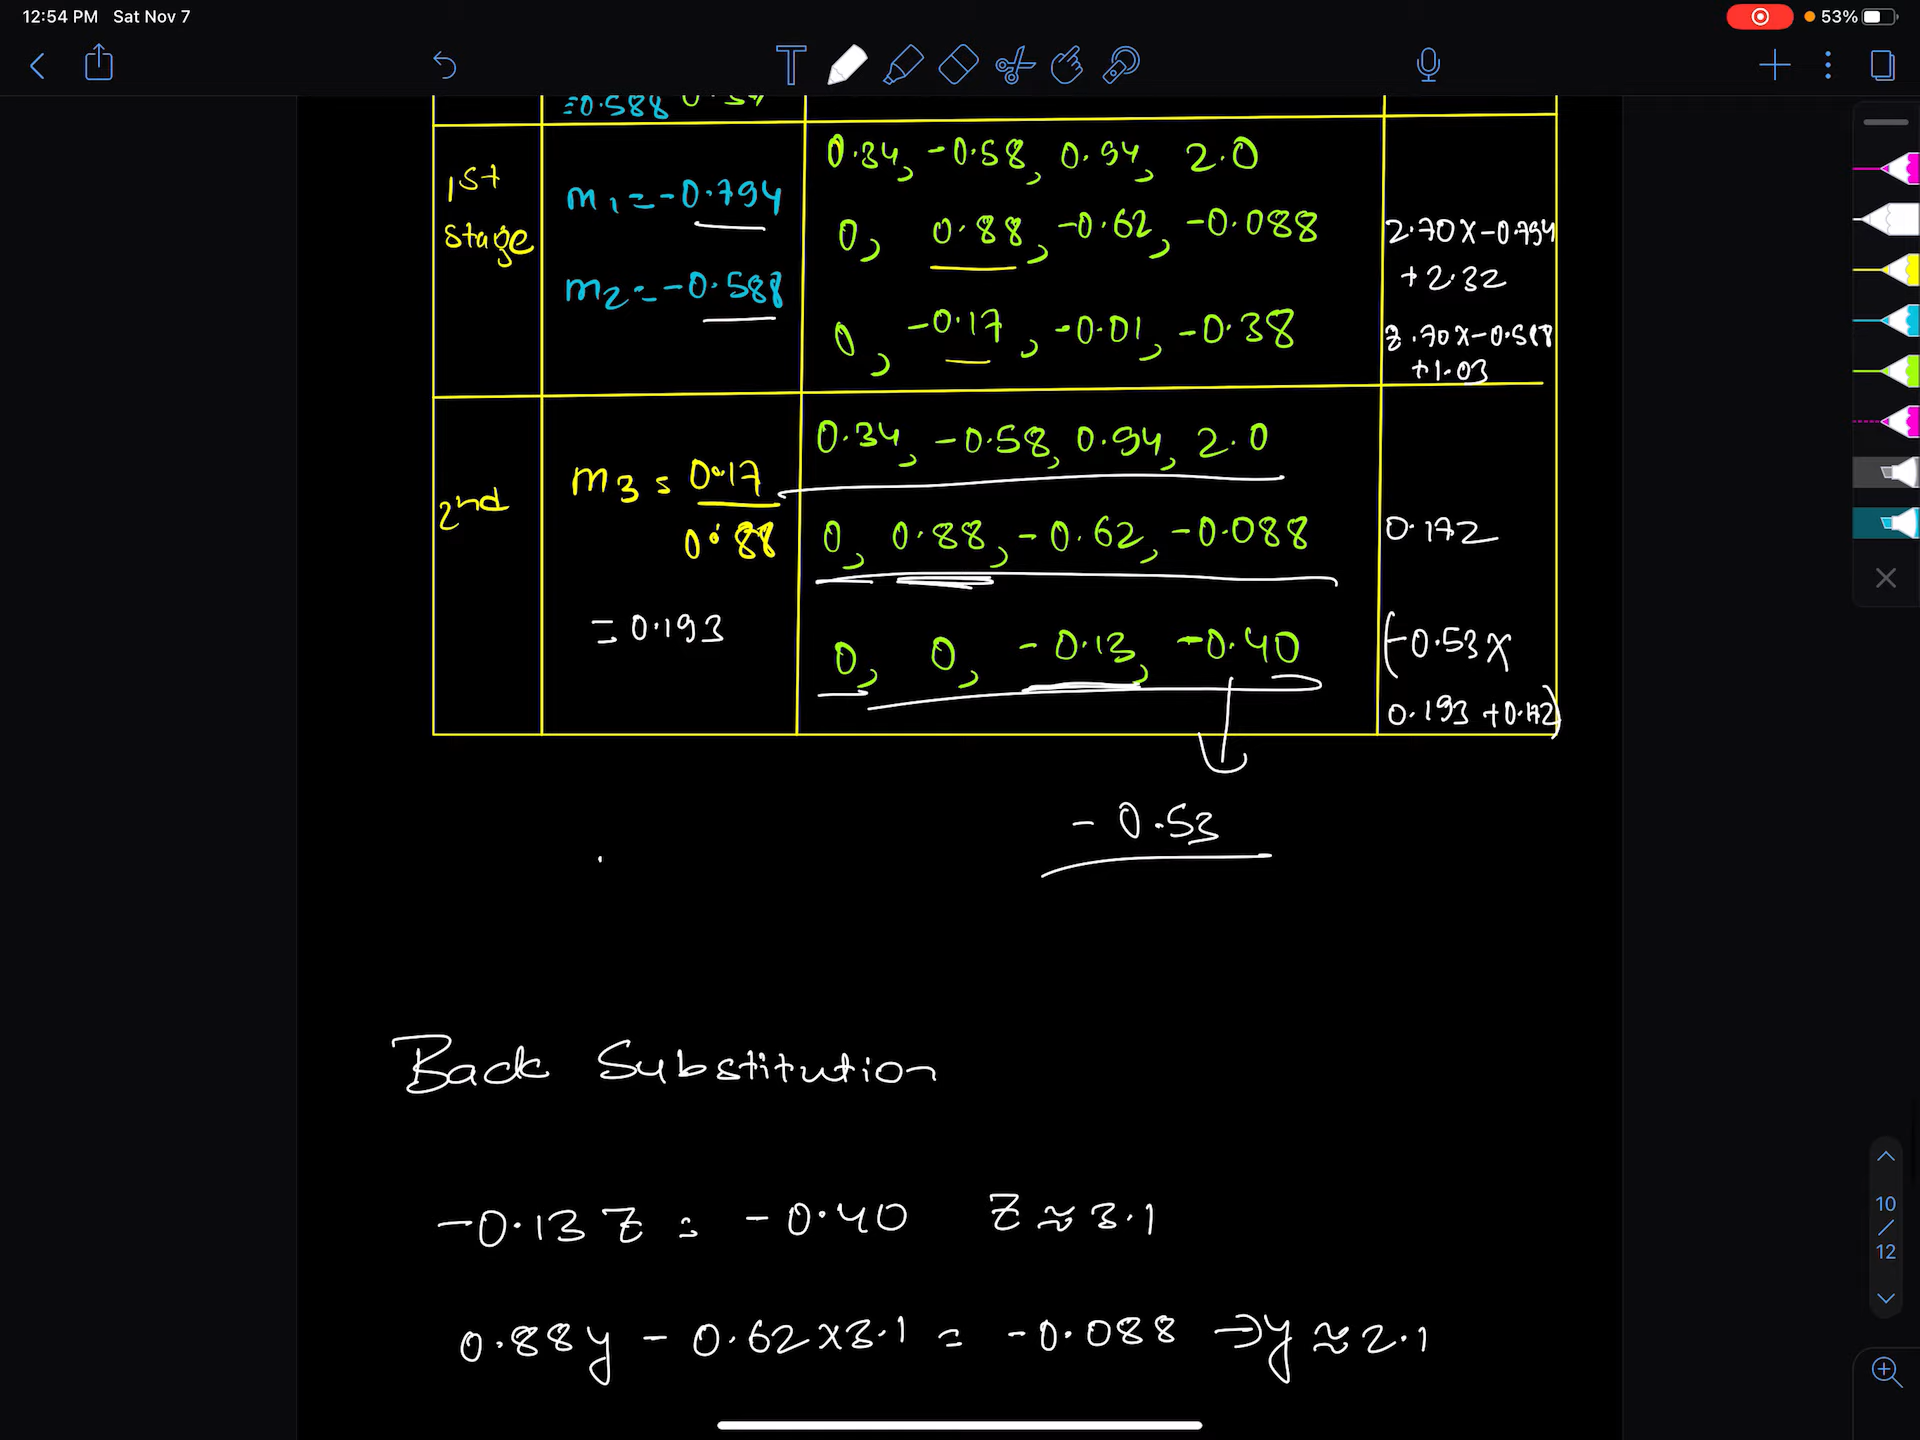 12:54 PM Sat Nov 7
53%
=0.588
1st stage
m1 = -0.794
m2 = -0.588
0.34, -0.58, 0.94, 2.0
0, 0.88, -0.62, -0.088
0, -0.17, -0.01, -0.38
2.70x-0.794
+2.32
2.70x-0.588
+1.03
2nd
m3 = 0.17
0.88
= 0.193
0.34, -0.58, 0.94, 2.0
0, 0.88, -0.62, -0.088
0, 0, -0.13, -0.40
0.172
(-0.53x
0.193 +0.172)
- 0.53
Back Substitution
-0.13 Z = -0.40 Z ≈ 3.1
0.88y - 0.62x3.1 = -0.088 ⇒ y ≈ 2.1
10
/
12